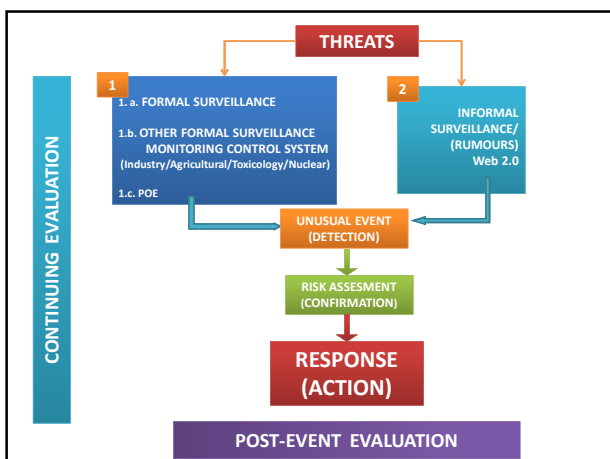 THREATS
CONTINUING EVALUATION
1
1. a. FORMAL SURVEILLANCE
1.b. OTHER FORMAL SURVEILLANCE
MONITORING CONTROL SYSTEM
(Industry/Agricultural/Toxicology/Nuclear)
1.c. POE
2
INFORMAL
SURVEILLANCE/
(RUMOURS)
Web 2.0
UNUSUAL EVENT
(DETECTION)
RISK ASSESMENT
(CONFIRMATION)
RESPONSE
(ACTION)
POST-EVENT EVALUATION